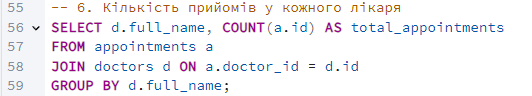 55 -- 6. Кількість прийомів у кожного лікаря
56 SELECT d.full_name, COUNT(a.id) AS total_appointments
57 FROM appointments a
58 JOIN doctors d ON a.doctor_id = d.id
59 GROUP BY d.full_name;